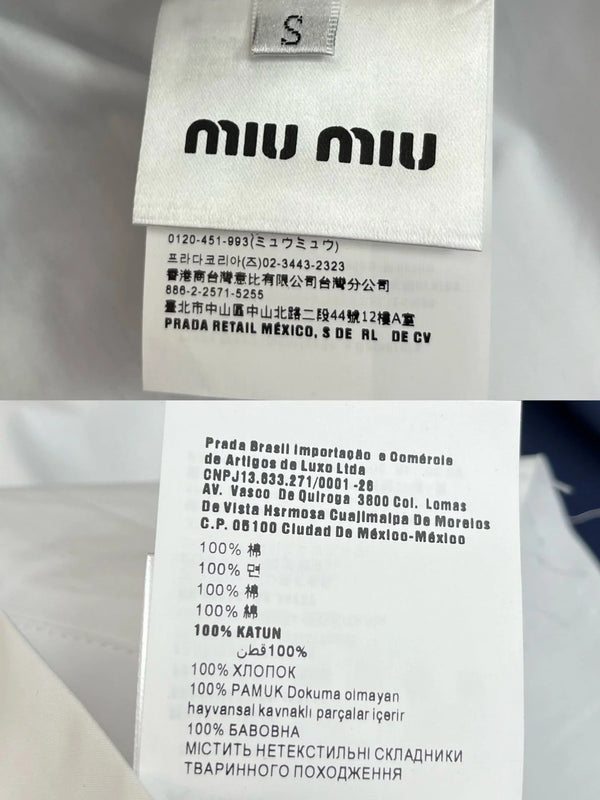 S
miu miu
0120-451-993(ミュウミュウ)
프라다코리아(즈)02-3443-2323
香港商台灣意比有限公司台灣分公司
886-2-2571-5255
臺北市中山區中山北路二段44號12樓A室
PRADA RETAIL MÉXICO, S DE RL DE CV
Prada Brasil Importação e Comércie
de Artigos de Luxo Ltda
CNPJ13.633.271/0001-26
AV. Vasco De Quiroga 3800 Col. Lomas
De Vista Hsrmosa Cuajimaipa De Morelos
C.P. 05100 Ciudad De México-México
100% 棉
100% 면
100% 棉
100% 綿
100% KATUN
100% قطن
100% ХЛОПОК
100% PAMUK Dokuma olmayan
hayvansal kavnaklı parçalar içerir
100% БАВОВНА
МІСТИТЬ НЕТЕКСТИЛЬНІ СКЛАДНИКИ
ТВАРИННОГО ПОХОДЖЕННЯ